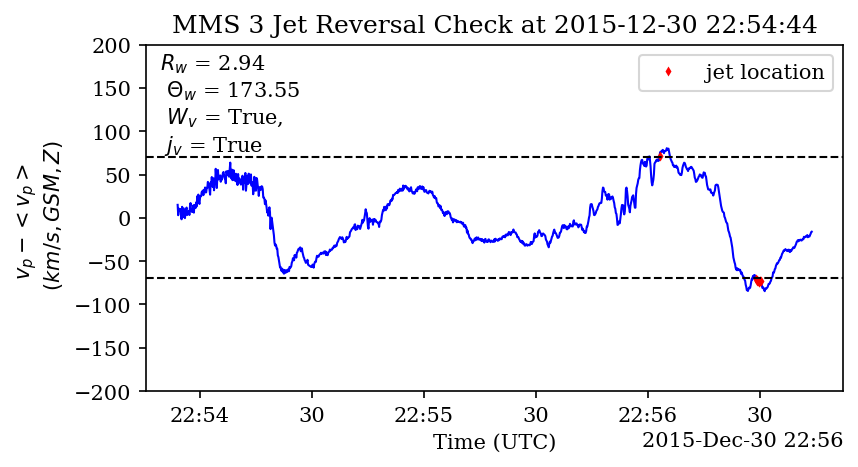 MMS 3 Jet Reversal Check at 2015-12-30 22:54:44
R_w = 2.94
Θ_w = 173.55
W_v = True,
j_v = True
jet location
200
150
100
50
0
−50
−100
−150
−200
v_p − <v_p>
(km/s, GSM, Z)
22:54 30 22:55 30 22:56 30
Time (UTC)
2015-Dec-30 22:56